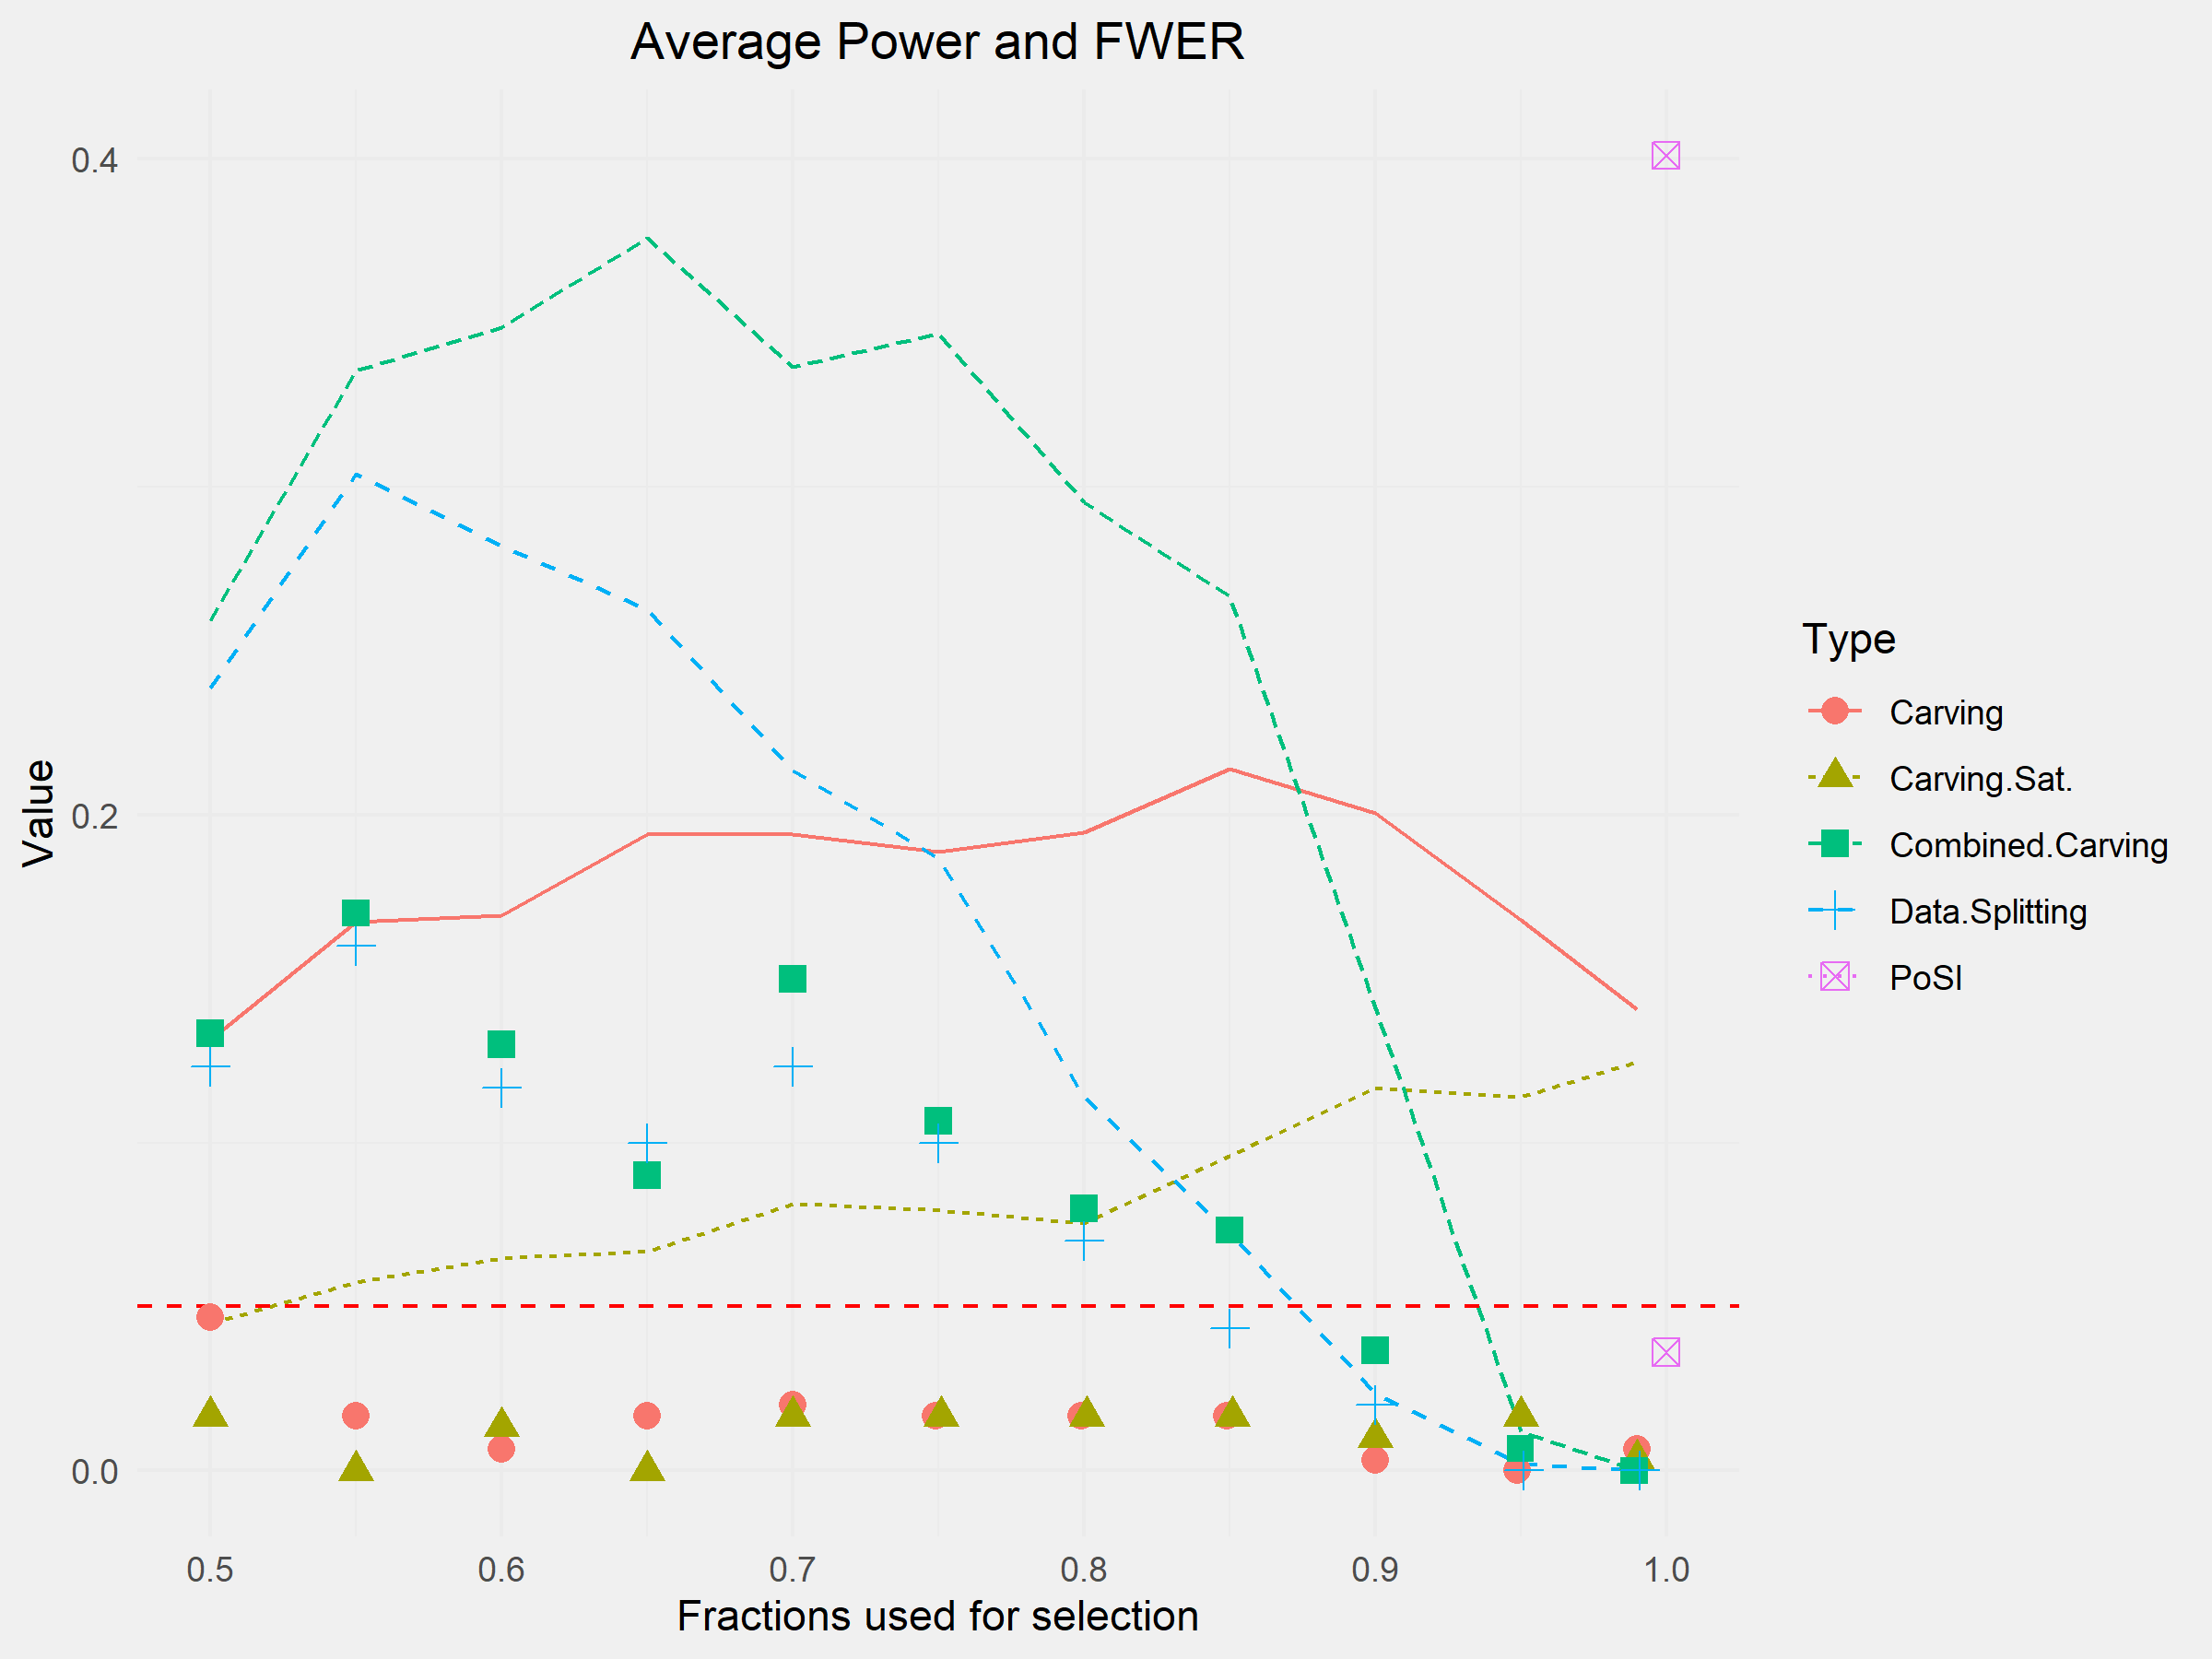 Average Power and FWER
Value
0.4
0.2
0.0
0.5 0.6 0.7 0.8 0.9 1.0
Fractions used for selection
Type
Carving
Carving.Sat.
Combined.Carving
Data.Splitting
PoSI